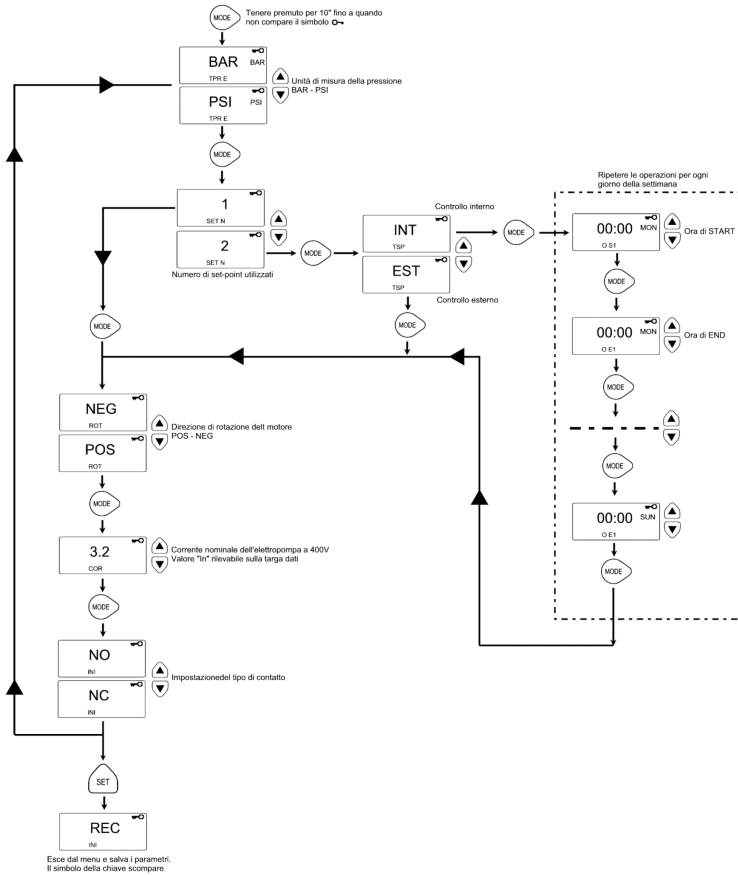 MODE
Tenere premuto per 10" fino a quando
non compare il simbolo
BAR BAR
TPR E
PSI PSI
TPR E
Unità di misura della pressione
BAR - PSI
MODE
1
SET N
2
SET N
Numero di set-point utilizzati
MODE
Controllo interno
INT
TSP
EST
TSP
Controllo esterno
MODE
MODE
Ripetere le operazioni per ogni
giorno della settimana
00:00 MON
O S1
Ora di START
MODE
00:00 MON
O E1
Ora di END
MODE
MODE
00:00 SUN
O E1
MODE
MODE
NEG
ROT
POS
ROT
Direzione di rotazione delt motore
POS - NEG
MODE
3.2
COR
Corrente nominale dell'elettropompa a 400V
Valore "In" rilevabile sulla targa dati
MODE
NO
INI
NC
INI
Impostazionedel tipo di contatto
SET
REC
INI
Esce dal menu e salva i parametri.
Il simbolo della chiave scompare